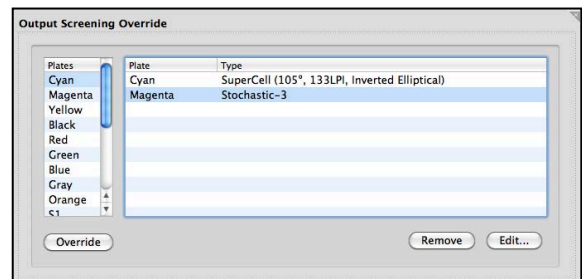 Output Screening Override
Plates
Cyan
Magenta
Yellow
Black
Red
Green
Blue
Gray
Orange
S1
Plate Type
Cyan SuperCell (105°, 133LPI, Inverted Elliptical)
Magenta Stochastic-3
Override Remove Edit...